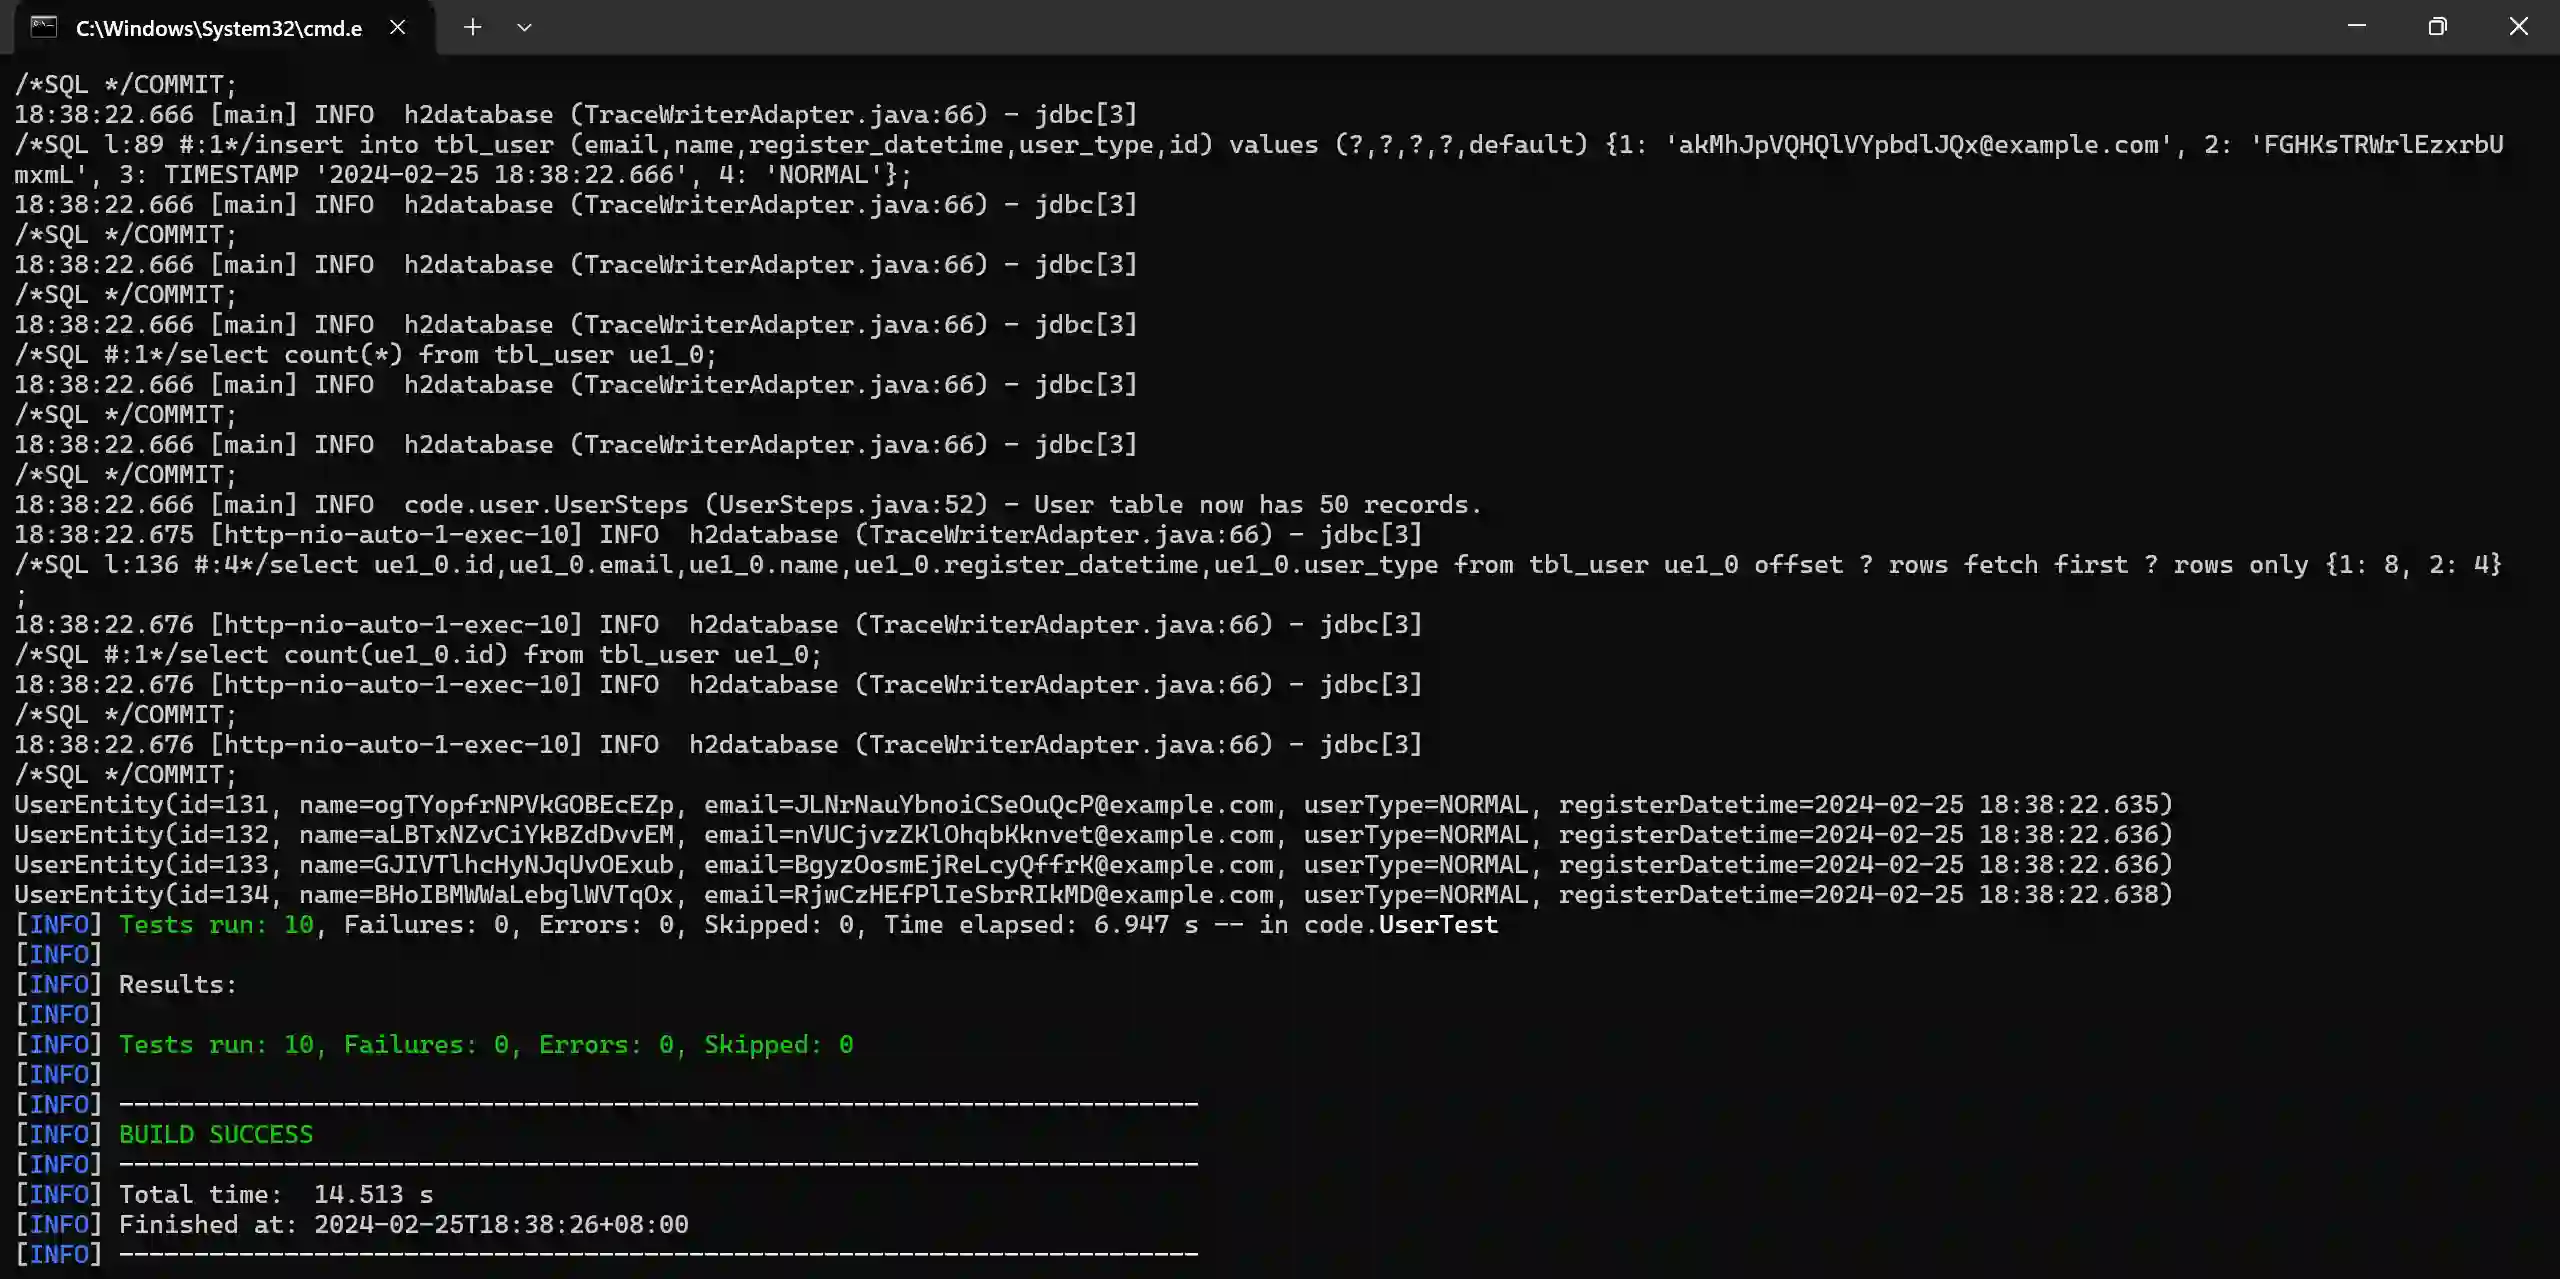 C:\Windows\System32\cmd.e
/*SQL */COMMIT;
18:38:22.666 [main] INFO  h2database (TraceWriterAdapter.java:66) - jdbc[3]
/*SQL l:89 #:1*/insert into tbl_user (email,name,register_datetime,user_type,id) values (?,?,?,?,default) {1: 'akMhJpVQHQlVYpbdlJQx@example.com', 2: 'FGHKsTRWrlEzxrbU
mxmL', 3: TIMESTAMP '2024-02-25 18:38:22.666', 4: 'NORMAL'};
18:38:22.666 [main] INFO  h2database (TraceWriterAdapter.java:66) - jdbc[3]
/*SQL */COMMIT;
18:38:22.666 [main] INFO  h2database (TraceWriterAdapter.java:66) - jdbc[3]
/*SQL */COMMIT;
18:38:22.666 [main] INFO  h2database (TraceWriterAdapter.java:66) - jdbc[3]
/*SQL #:1*/select count(*) from tbl_user ue1_0;
18:38:22.666 [main] INFO  h2database (TraceWriterAdapter.java:66) - jdbc[3]
/*SQL */COMMIT;
18:38:22.666 [main] INFO  h2database (TraceWriterAdapter.java:66) - jdbc[3]
/*SQL */COMMIT;
18:38:22.666 [main] INFO  code.user.UserSteps (UserSteps.java:52) - User table now has 50 records.
18:38:22.675 [http-nio-auto-1-exec-10] INFO  h2database (TraceWriterAdapter.java:66) - jdbc[3]
/*SQL l:136 #:4*/select ue1_0.id,ue1_0.email,ue1_0.name,ue1_0.register_datetime,ue1_0.user_type from tbl_user ue1_0 offset ? rows fetch first ? rows only {1: 8, 2: 4}
;
18:38:22.676 [http-nio-auto-1-exec-10] INFO  h2database (TraceWriterAdapter.java:66) - jdbc[3]
/*SQL #:1*/select count(ue1_0.id) from tbl_user ue1_0;
18:38:22.676 [http-nio-auto-1-exec-10] INFO  h2database (TraceWriterAdapter.java:66) - jdbc[3]
/*SQL */COMMIT;
18:38:22.676 [http-nio-auto-1-exec-10] INFO  h2database (TraceWriterAdapter.java:66) - jdbc[3]
/*SQL */COMMIT;
UserEntity(id=131, name=ogTYopfrNPVkGOBEcEZp, email=JLNrNauYbnoiCSeOuQcP@example.com, userType=NORMAL, registerDatetime=2024-02-25 18:38:22.635)
UserEntity(id=132, name=aLBTxNZvCiYkBZdDvvEM, email=nVUCjvzZKlOhqbKknvet@example.com, userType=NORMAL, registerDatetime=2024-02-25 18:38:22.636)
UserEntity(id=133, name=GJIVTlhcHyNJqUvOExub, email=BgyzOosmEjReLcyQffrK@example.com, userType=NORMAL, registerDatetime=2024-02-25 18:38:22.636)
UserEntity(id=134, name=BHoIBMWWaLebglWVTqOx, email=RjwCzHEfPlIeSbrRIkMD@example.com, userType=NORMAL, registerDatetime=2024-02-25 18:38:22.638)
[INFO] Tests run: 10, Failures: 0, Errors: 0, Skipped: 0, Time elapsed: 6.947 s -- in code.UserTest
[INFO]
[INFO] Results:
[INFO]
[INFO] Tests run: 10, Failures: 0, Errors: 0, Skipped: 0
[INFO]
[INFO] ------------------------------------------------------------------------
[INFO] BUILD SUCCESS
[INFO] ------------------------------------------------------------------------
[INFO] Total time:  14.513 s
[INFO] Finished at: 2024-02-25T18:38:26+08:00
[INFO] ------------------------------------------------------------------------